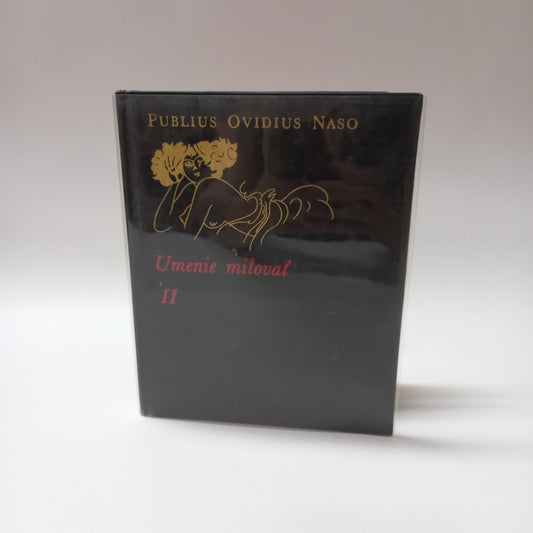 Publius Ovidius Naso
Umenie milovať
II